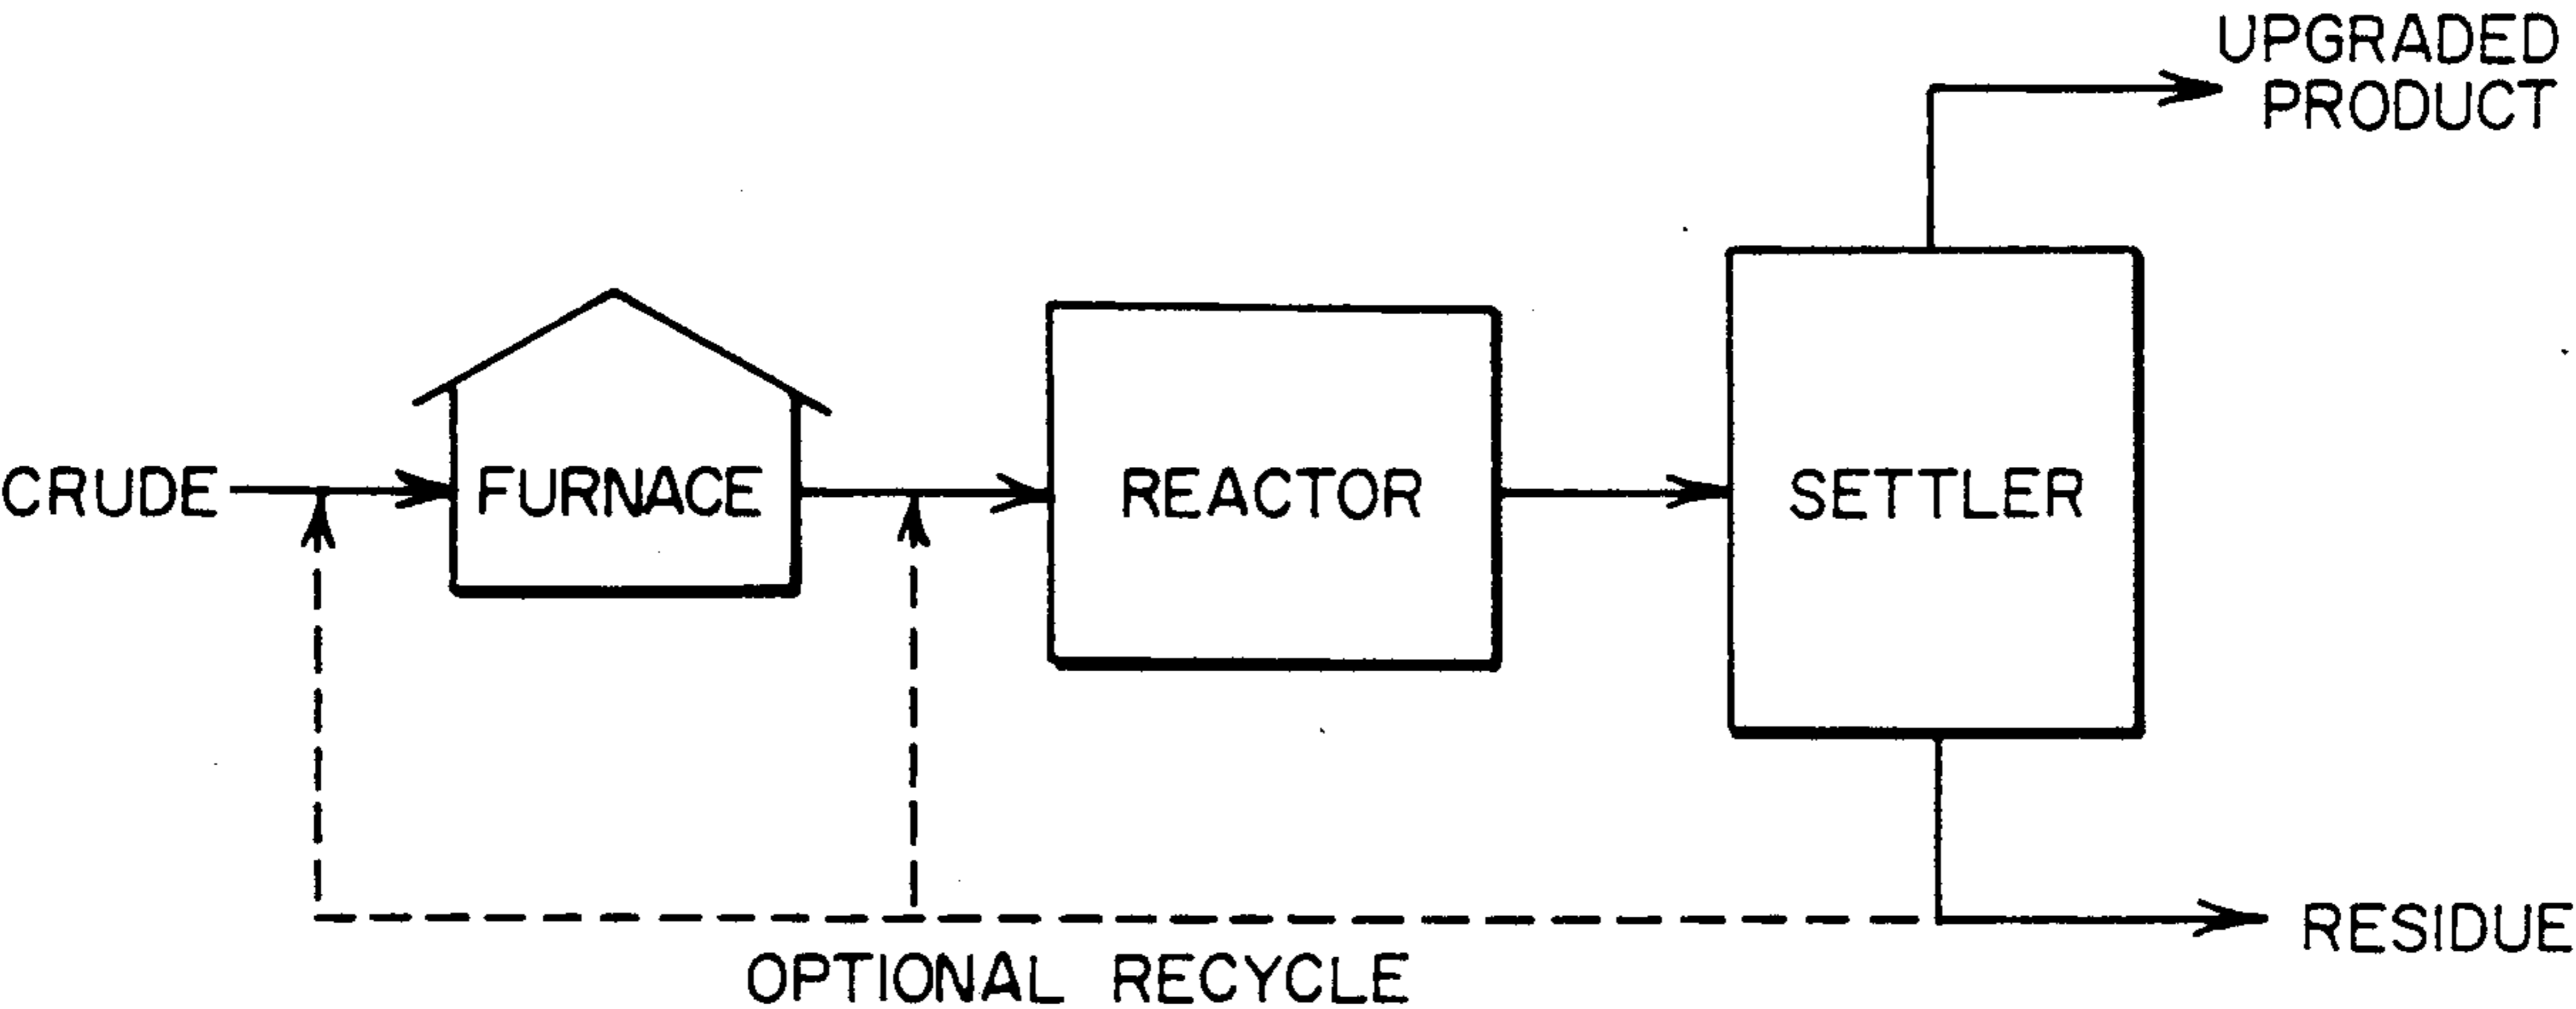 UPGRADED
PRODUCT
CRUDE
FURNACE
REACTOR
SETTLER
RESIDUE
OPTIONAL RECYCLE